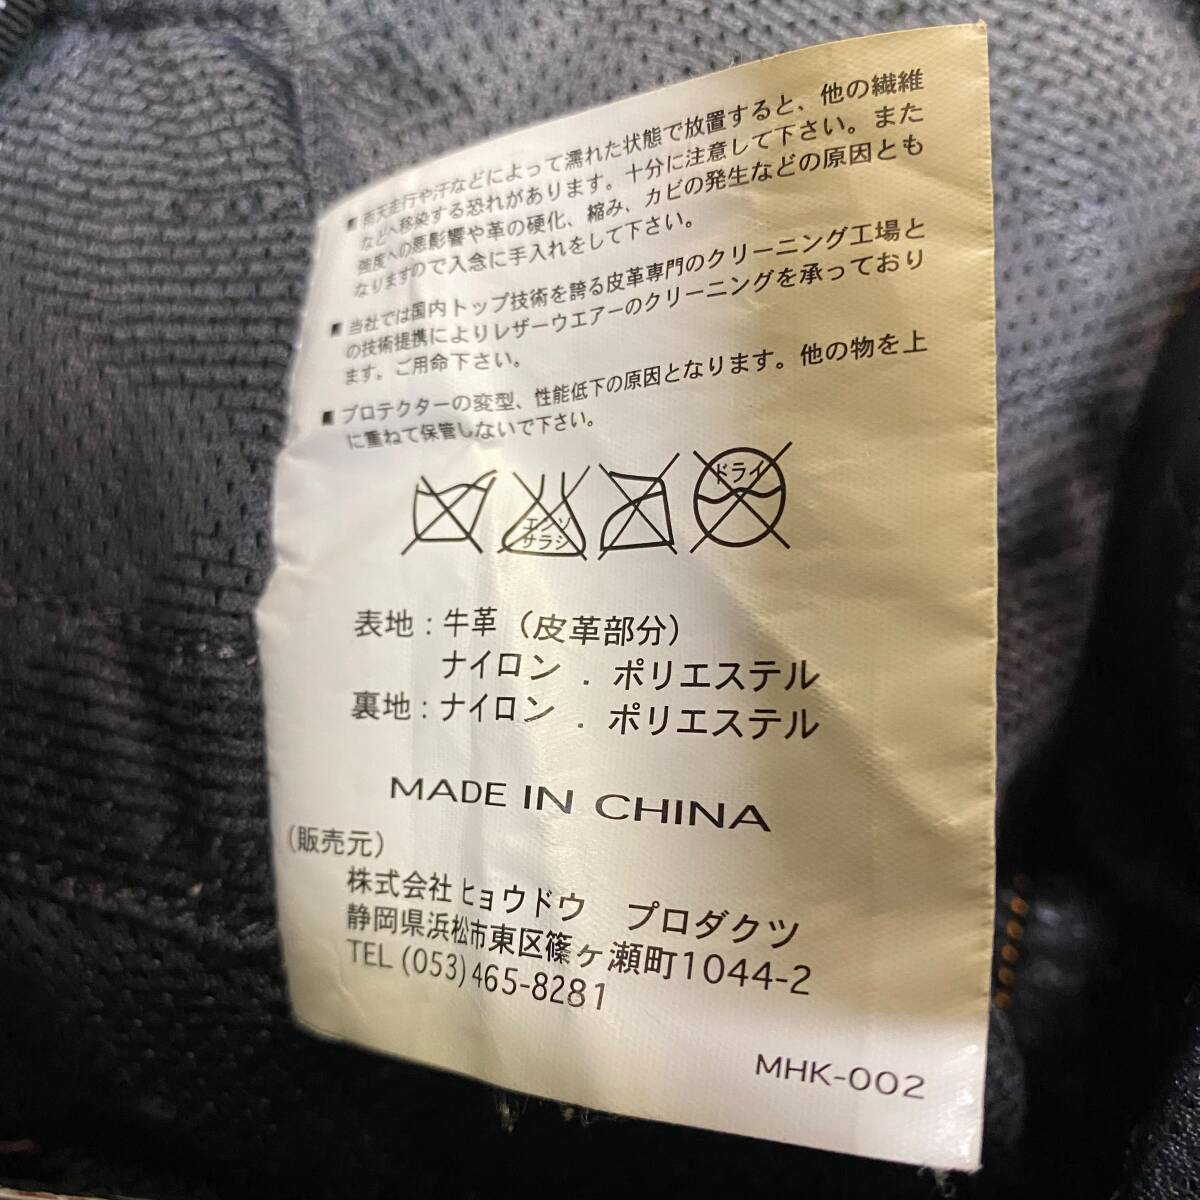 ■ 雨天走行や汗などによって濡れた状態で放置すると、他の繊維
などへ移染する恐れがあります。十分に注意して下さい。また
強度への悪影響や革の硬化、縮み、カビの発生などの原因とも
なりますので入念に手入れをして下さい。
■ 当社では国内トップ技術を誇る皮革専門のクリーニング工場と
の技術提携によりレザーウエアーのクリーニングを承っており
ます。ご用命下さい。
■ プロテクターの変型、性能低下の原因となります。他の物を上
に重ねて保管しないで下さい。
エンソ
サラシ
ドライ
表地：牛革（皮革部分）
ナイロン．ポリエステル
裏地：ナイロン．ポリエステル
MADE IN CHINA
（販売元）
株式会社ヒョウドウ　プロダクツ
静岡県浜松市東区篠ヶ瀬町1044-2
TEL (053)465-8281
MHK-002